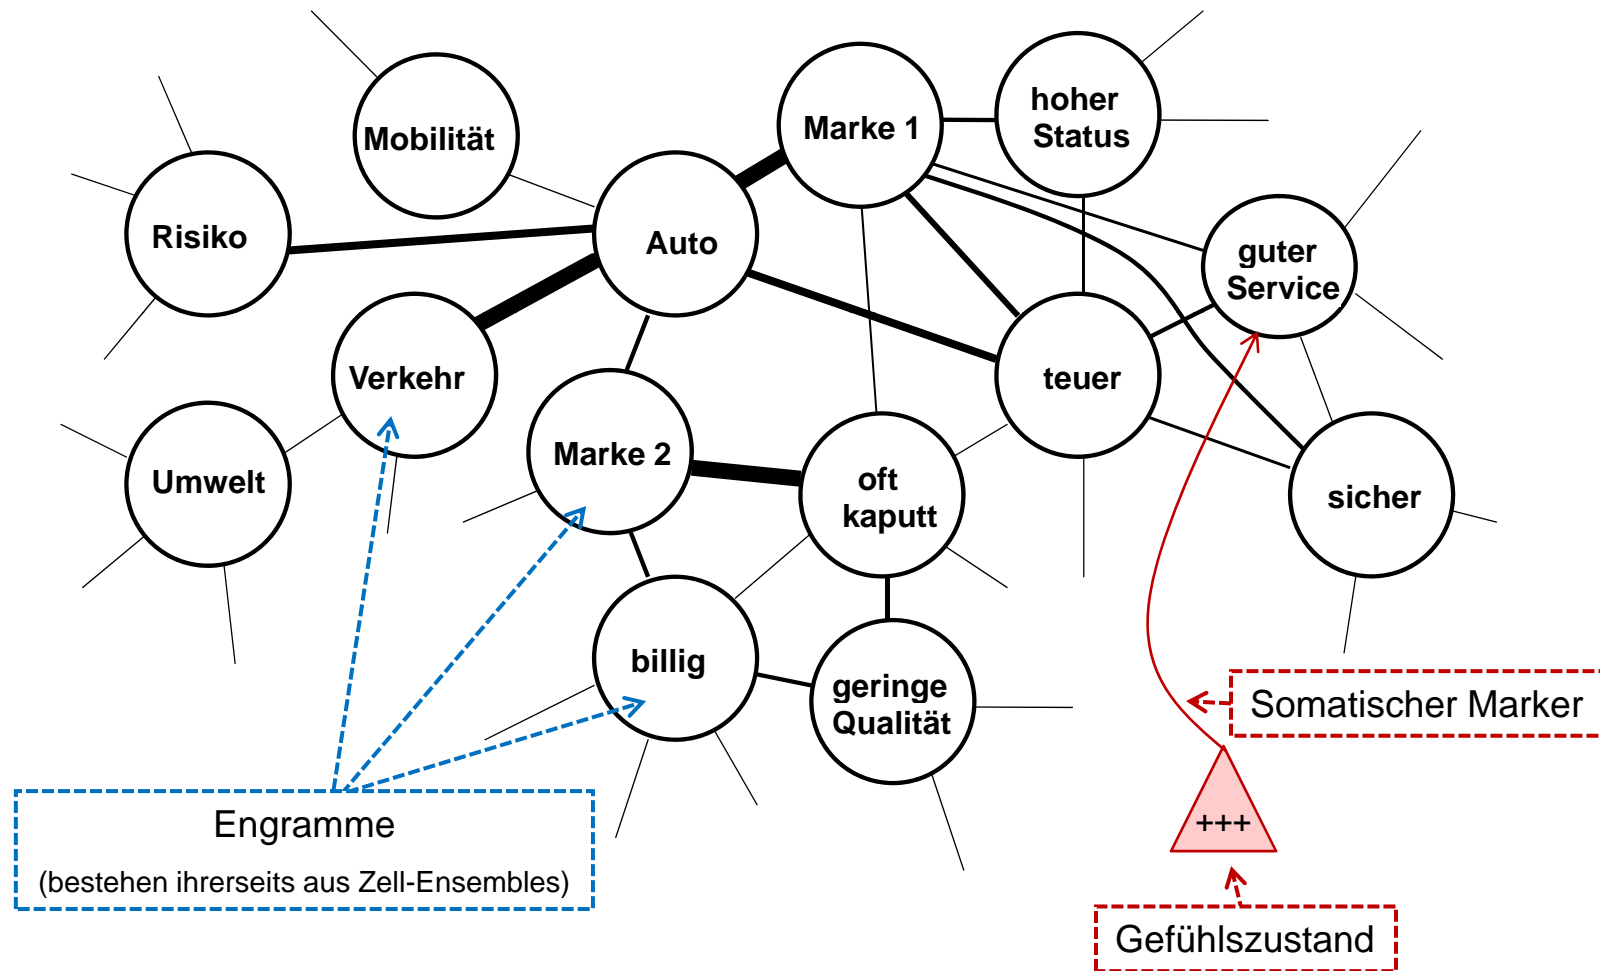 Mobilität
Marke 1
hoher
Status
Risiko
Auto
guter
Service
Verkehr
teuer
Umwelt
Marke 2
oft
kaputt
sicher
billig
geringe
Qualität
Somatischer Marker
+++
Engramme
(bestehen ihrerseits aus Zell-Ensembles)
Gefühlszustand